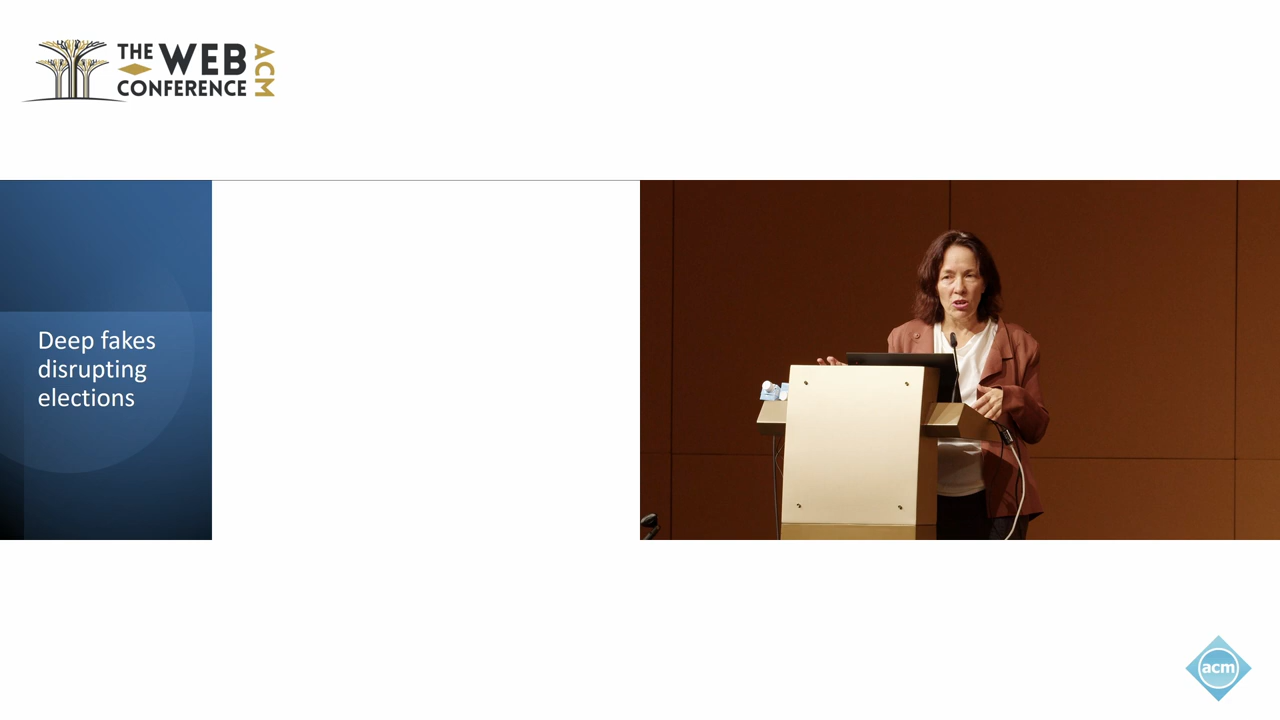 THE WEB
CONFERENCE
ACM
Deep fakes
disrupting
elections
acm